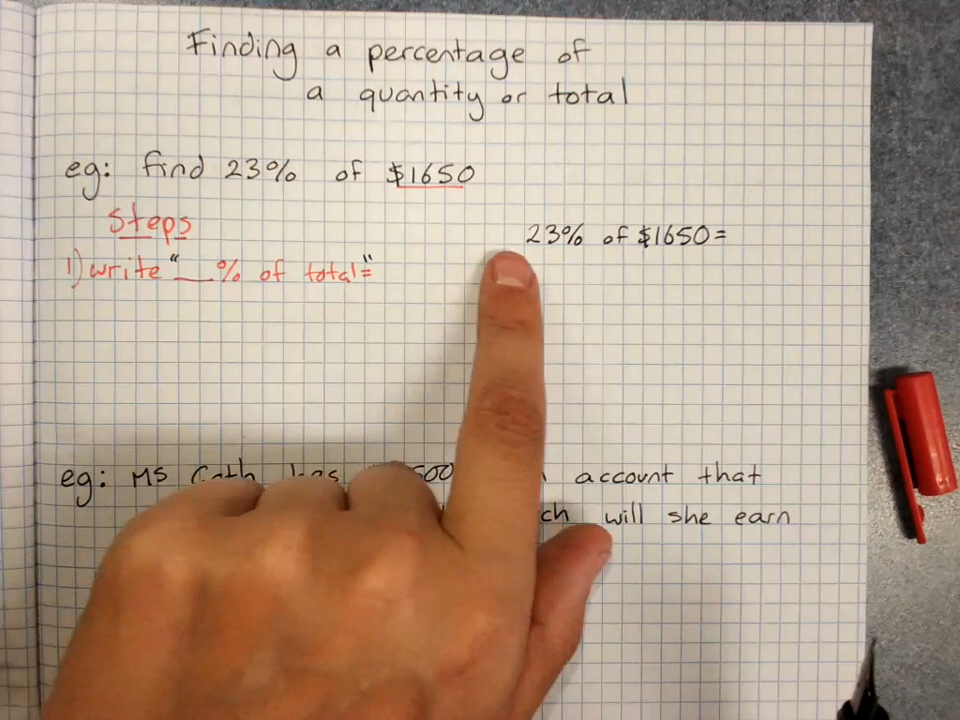 Finding a percentage of
a quantity or total
eg: find 23% of $1650
Steps
23% of $1650=
1) write "__% of total="
eg: Ms account that
will she earn